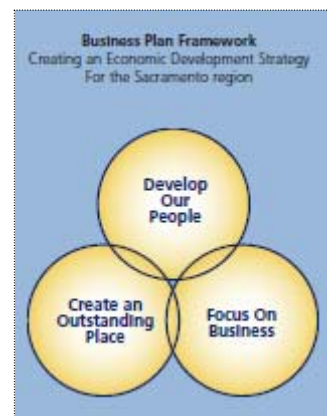 Business Plan Framework
Creating an Economic Development Strategy
For the Sacramento region
Develop
Our
People
Create an
Outstanding
Place
Focus On
Business